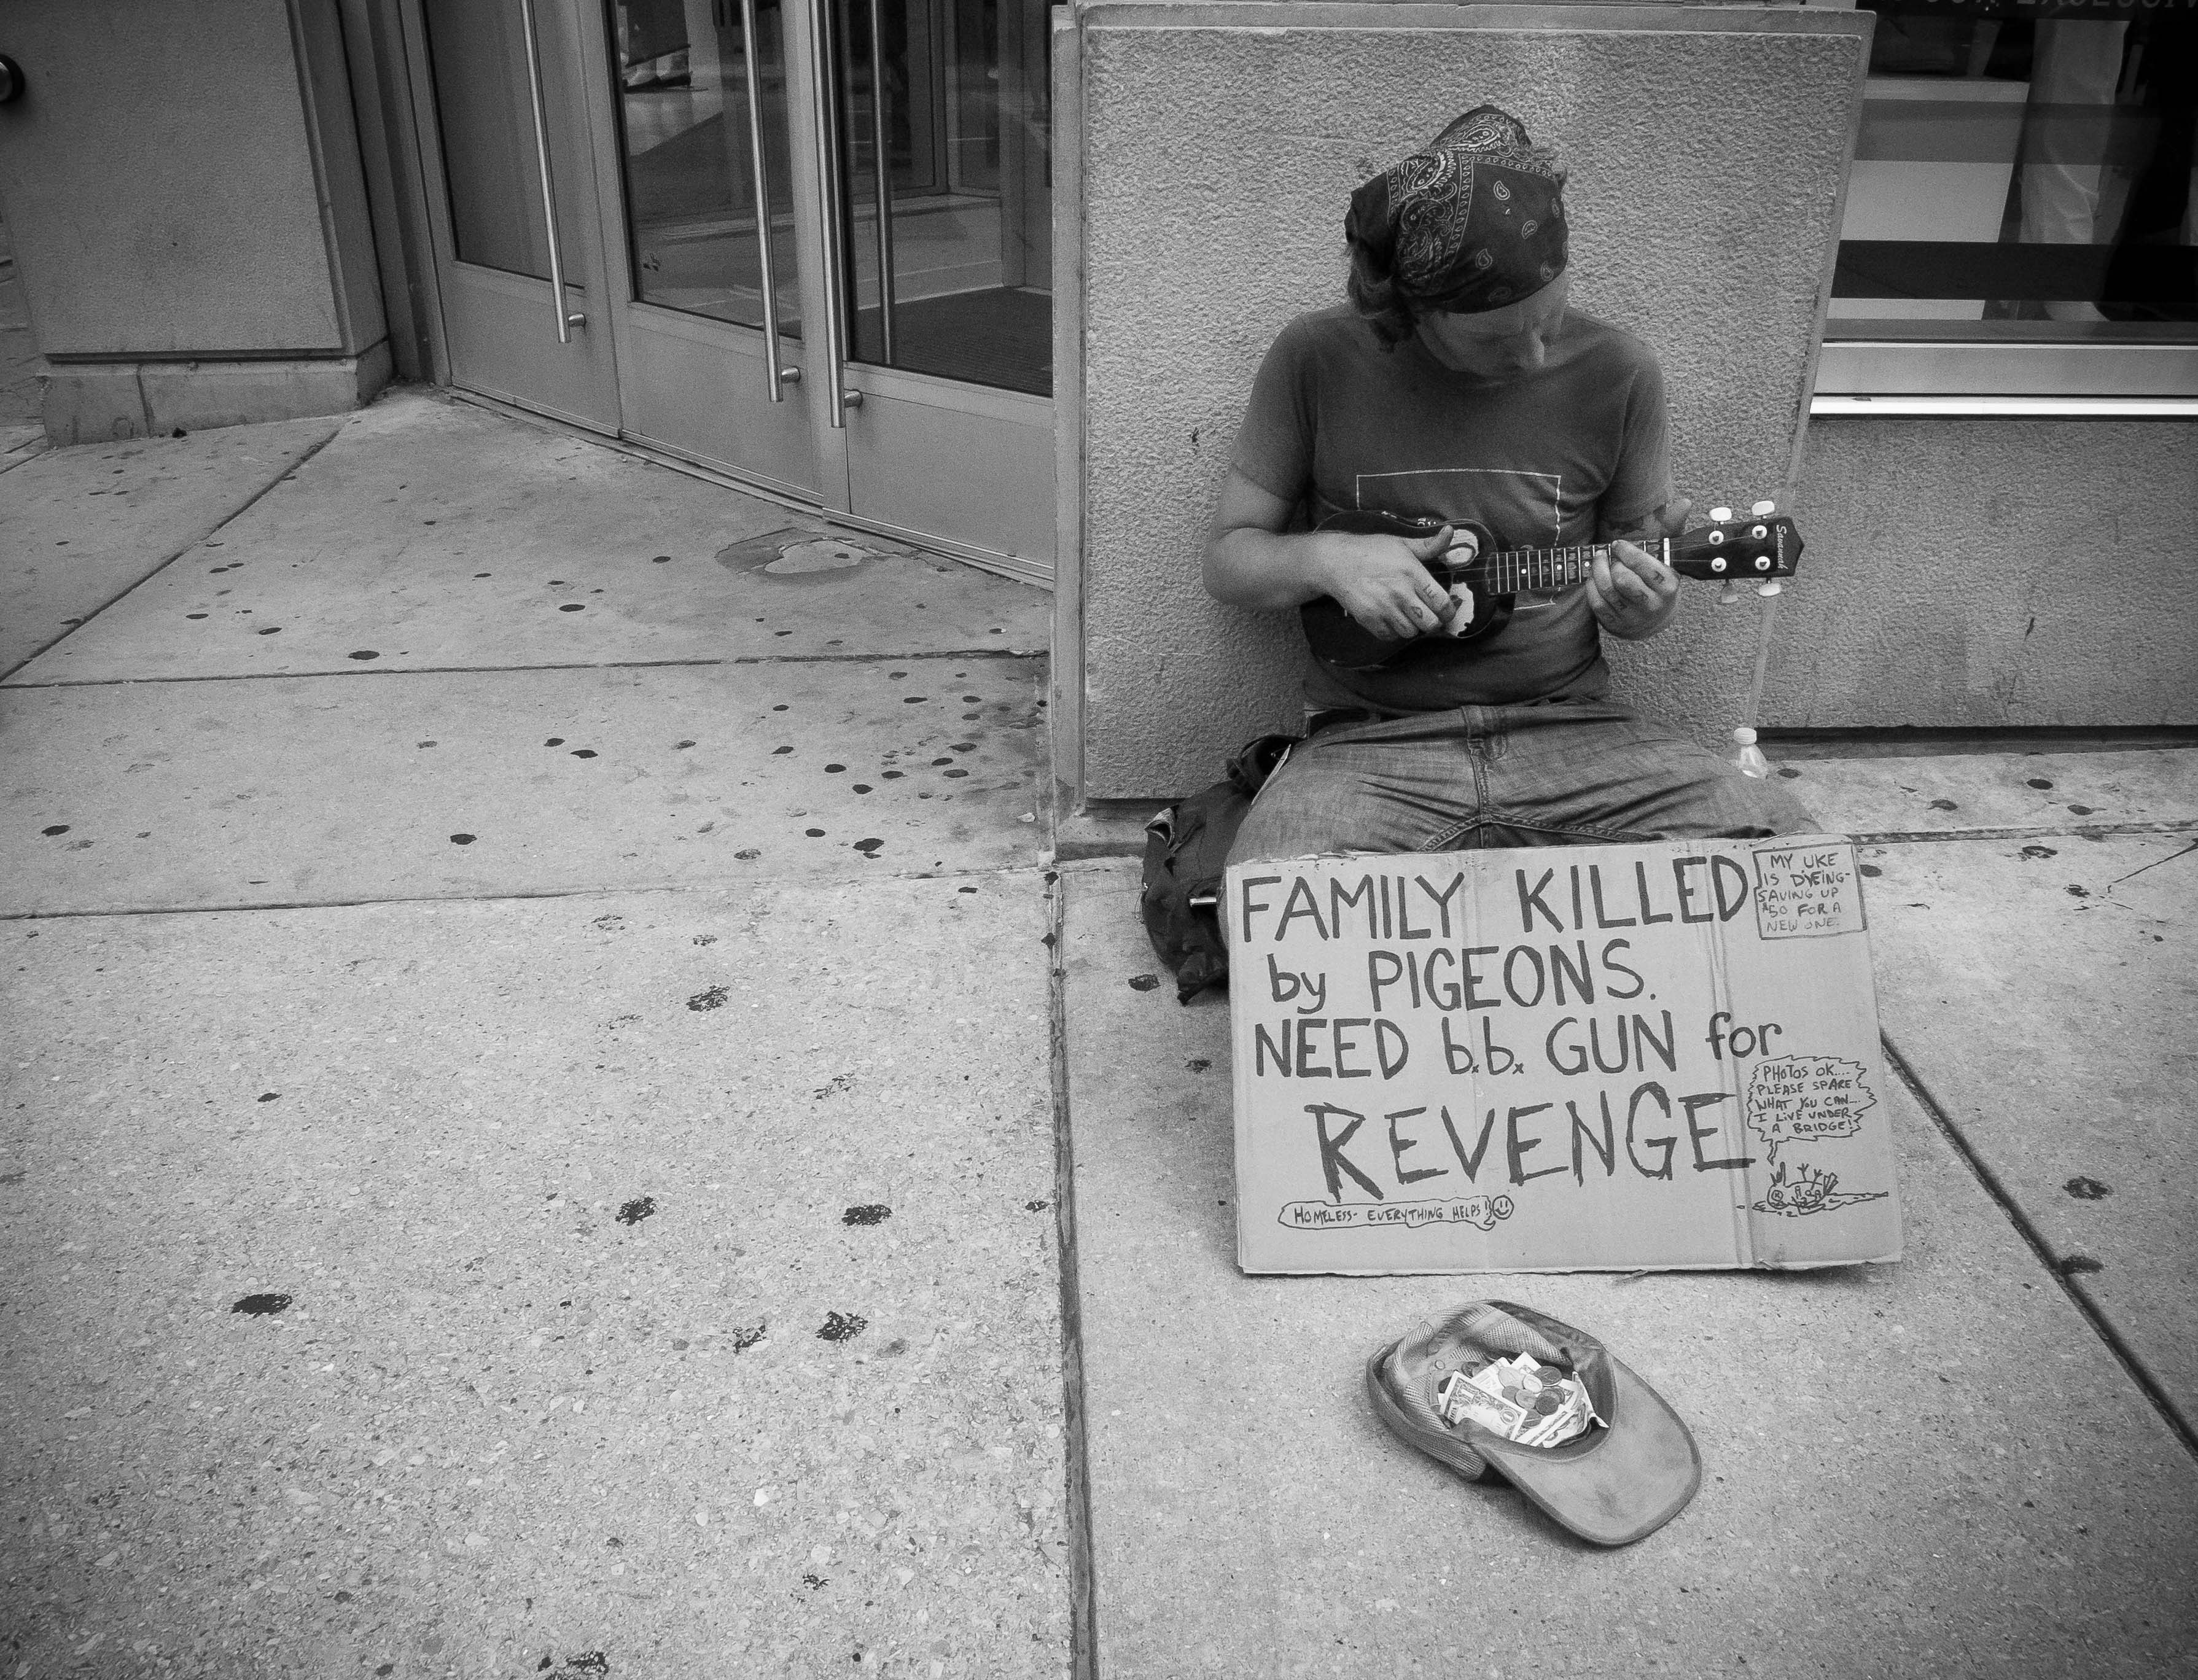 Savannah
FAMILY KILLED
by PIGEONS.
NEED b.b. GUN for
REVENGE
MY UKE
IS DYEING-
SAVING UP
$50 FOR A
NEW ONE.
PHOTOS OK....
PLEASE SPARE
WHAT YOU CAN...
I LIVE UNDER
A BRIDGE!
HOMELESS- EVERYTHING HELPS!